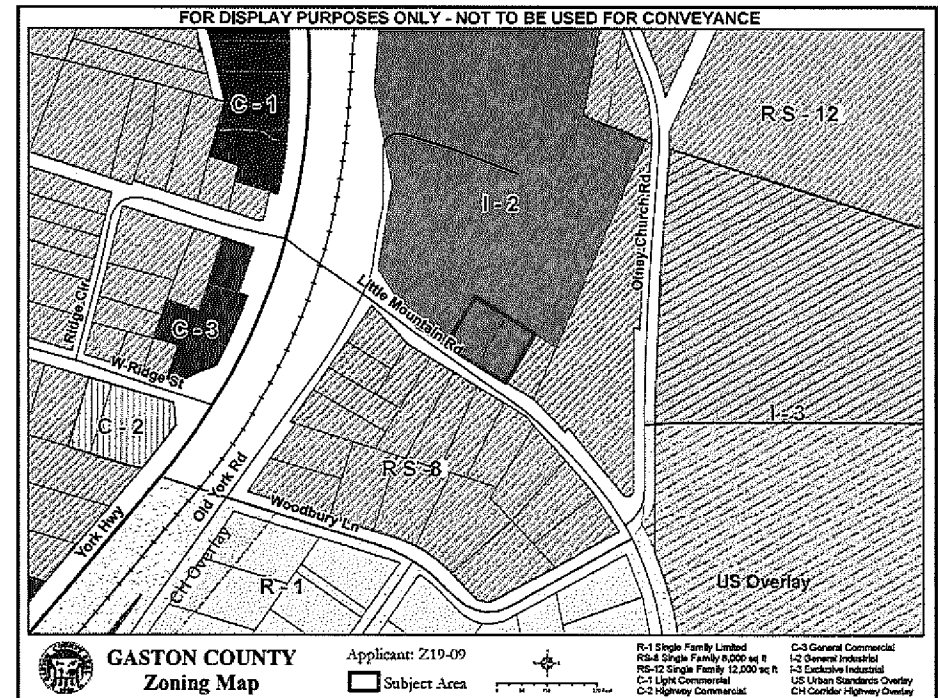 FOR DISPLAY PURPOSES ONLY - NOT TO BE USED FOR CONVEYANCE
C - 1
RS - 12
I - 2
Olney Church Rd
Little Mountain Rd
Ridge Cir
C - 3
W Ridge St
I - 3
C - 2
RS - 8
Old York Rd
Woodbury Ln
York Hwy
CH Overlay
R - 1
US Overlay
GASTON COUNTY
Zoning Map
Applicant: Z19-09
Subject Area
R-1 Single Family Limited
RS-8 Single Family 8,000 sq ft
RS-12 Single Family 12,000 sq ft
C-1 Light Commercial
C-2 Highway Commercial
C-3 General Commercial
I-2 General Industrial
I-3 Exclusive Industrial
US Urban Standards Overlay
CH Corridor Highway Overlay